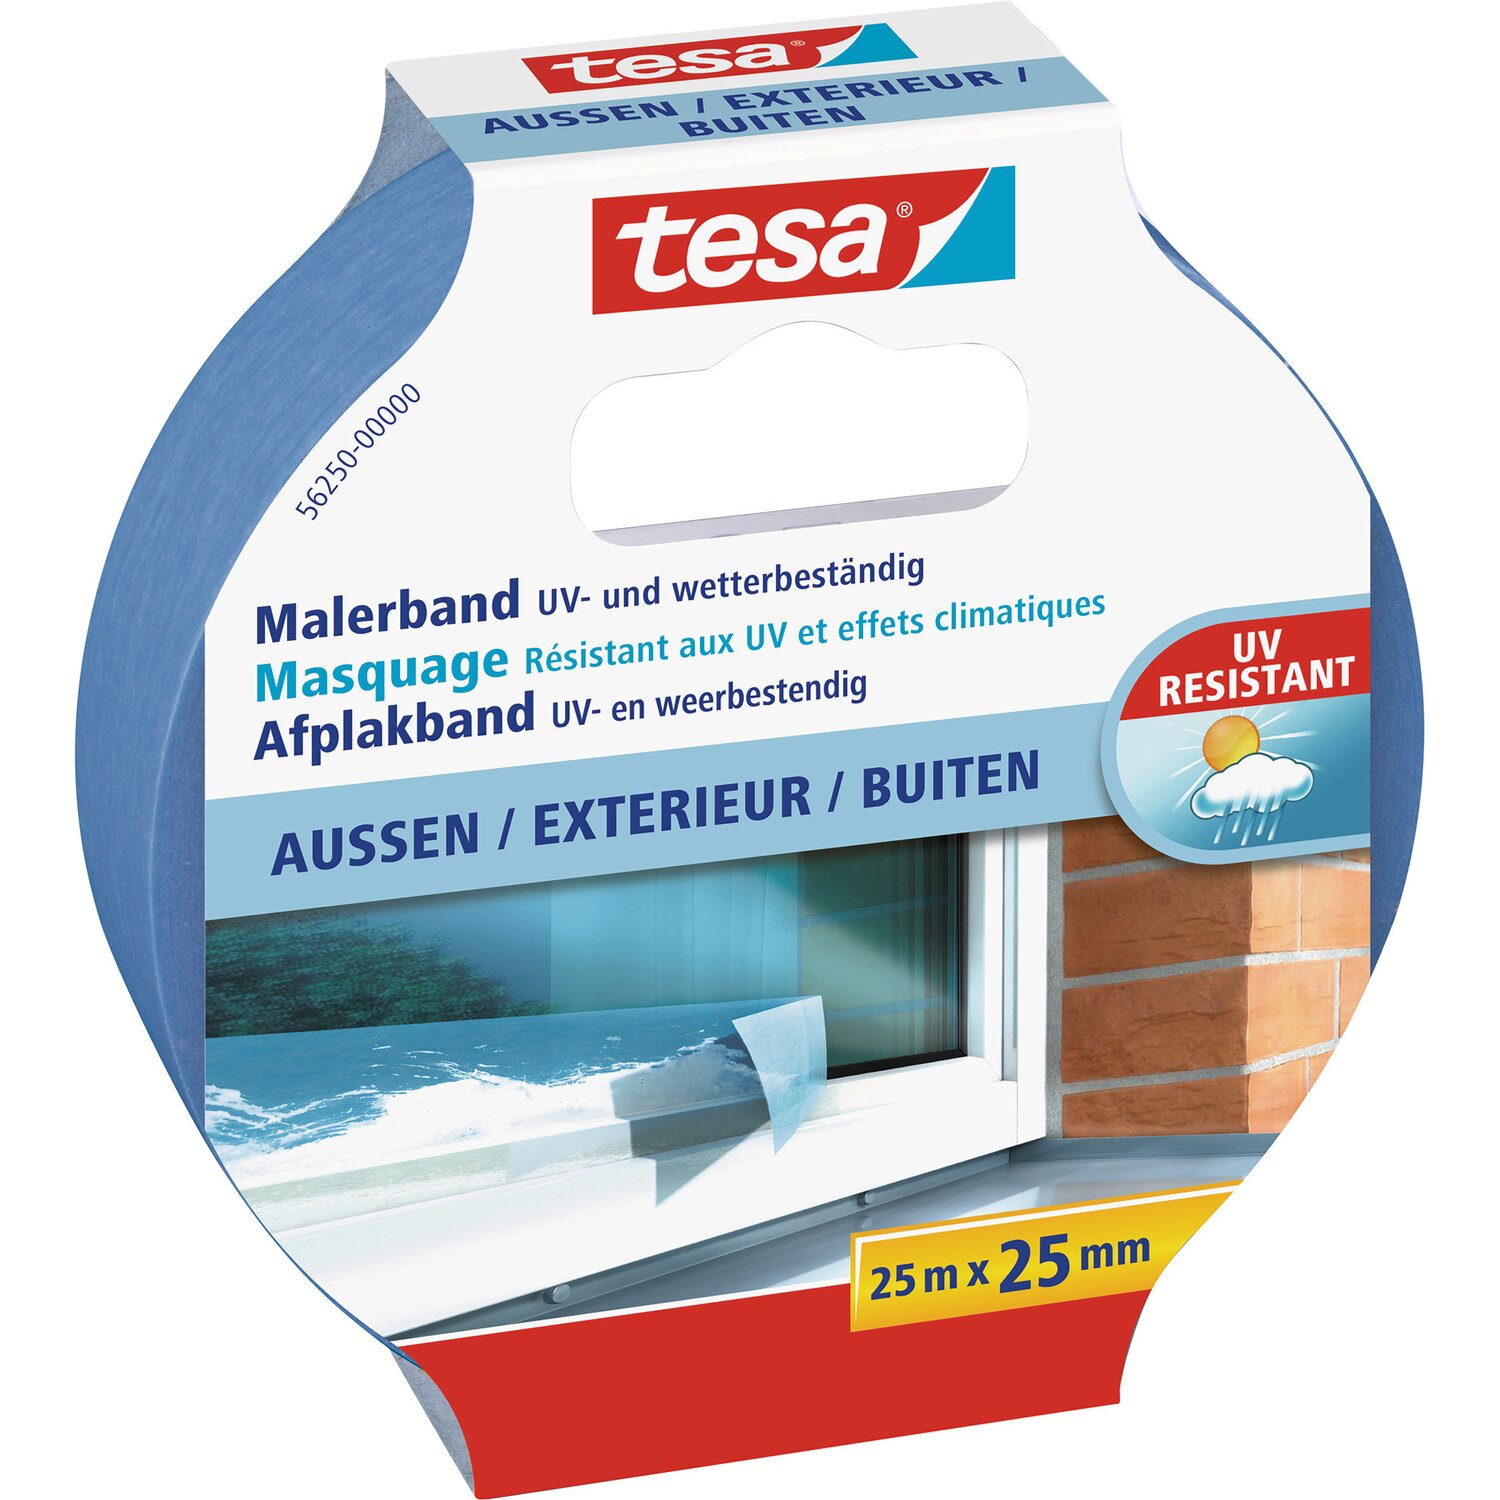 tesa®
AUSSEN / EXTERIEUR /
BUITEN
tesa®
56250-00000
Malerband UV- und wetterbeständig
Masquage Résistant aux UV et effets climatiques
Afplakband UV- en weerbestendig
UV
RESISTANT
AUSSEN / EXTERIEUR / BUITEN
25 m x 25 mm